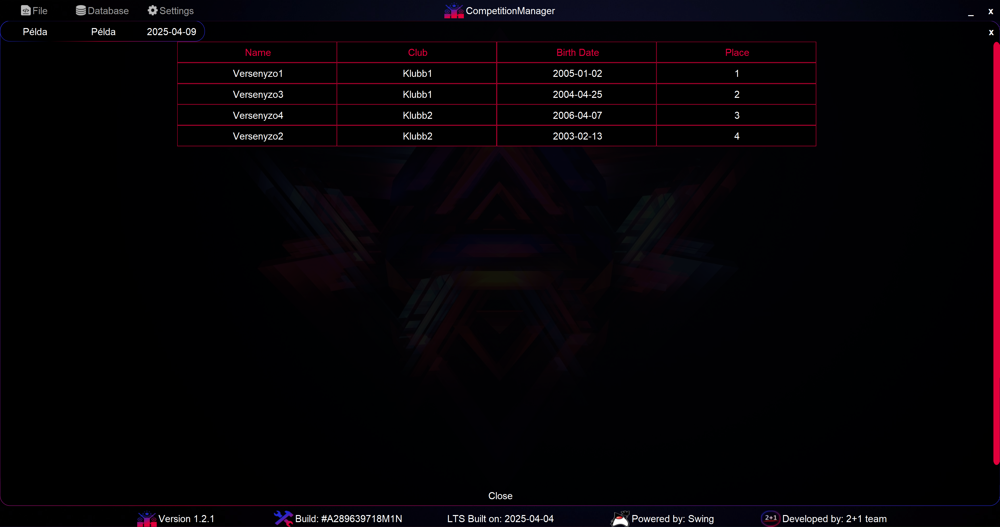 File Database Settings CompetitionManager _ x
Példa Példa 2025-04-09 x
Name Club Birth Date Place
Versenyzo1 Klubb1 2005-01-02 1
Versenyzo3 Klubb1 2004-04-25 2
Versenyzo4 Klubb2 2006-04-07 3
Versenyzo2 Klubb2 2003-02-13 4
Close
Version 1.2.1 Build: #A289639718M1N LTS Built on: 2025-04-04 Powered by: Swing 2+1 Developed by: 2+1 team